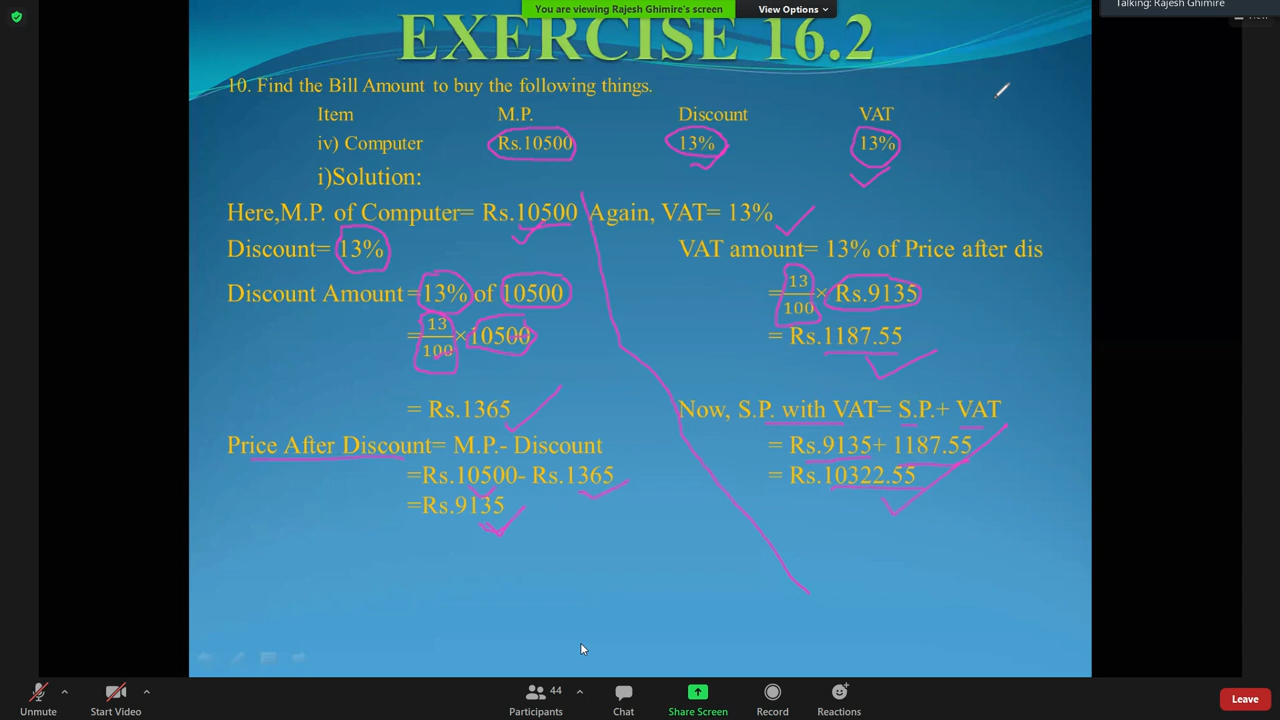 You are viewing Rajesh Ghimire's screen
View Options
Talking: Rajesh Ghimire
View
EXERCISE 16.2
10. Find the Bill Amount to buy the following things.
Item M.P. Discount VAT
iv) Computer Rs.10500 13% 13%
i)Solution:
Here,M.P. of Computer= Rs.10500
Discount= 13%
Discount Amount =13% of 10500
= 13/100 ×10500
= Rs.1365
Price After Discount= M.P.- Discount
=Rs.10500- Rs.1365
=Rs.9135
Again, VAT= 13%
VAT amount= 13% of Price after dis
= 13/100 × Rs.9135
= Rs.1187.55
Now, S.P. with VAT= S.P.+ VAT
= Rs.9135+ 1187.55
= Rs.10322.55
Unmute
Start Video
44
Participants
Chat
Share Screen
Record
Reactions
Leave